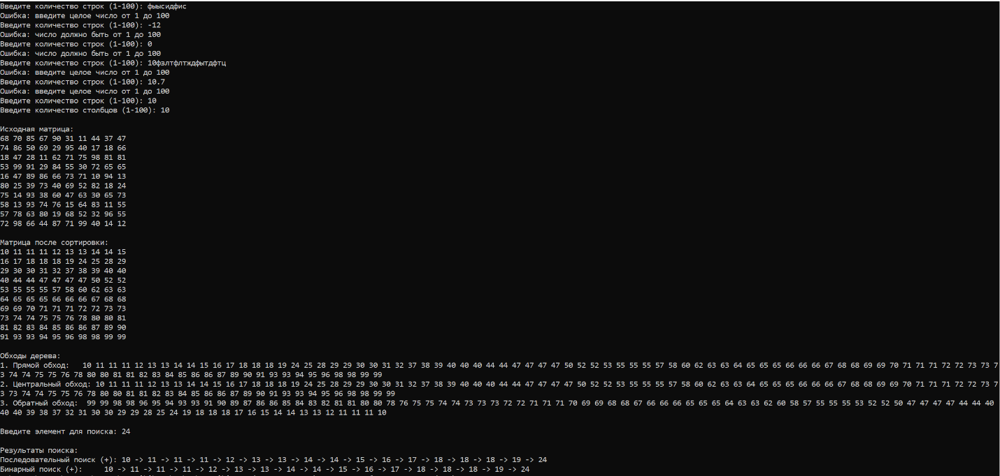 Введите количество строк (1-100): фыысидфис
Ошибка: введите целое число от 1 до 100
Введите количество строк (1-100): -12
Ошибка: число должно быть от 1 до 100
Введите количество строк (1-100): 0
Ошибка: число должно быть от 1 до 100
Введите количество строк (1-100): 10фзлтфлтждфытдфтц
Ошибка: введите целое число от 1 до 100
Введите количество строк (1-100): 10.7
Ошибка: введите целое число от 1 до 100
Введите количество строк (1-100): 10
Введите количество столбцов (1-100): 10
Исходная матрица:
68 70 85 67 90 31 11 44 37 47
74 86 50 69 29 95 40 17 18 66
18 47 28 11 62 71 75 98 81 81
53 99 91 29 84 55 30 72 65 65
16 47 89 86 66 73 71 10 94 13
80 25 39 73 40 69 52 82 18 24
75 14 93 38 60 47 63 30 65 73
58 13 93 74 76 15 64 83 11 55
57 78 63 80 19 68 52 32 96 55
72 98 66 44 87 71 99 40 14 12
Матрица после сортировки:
10 11 11 11 12 13 13 14 14 15
16 17 18 18 18 19 24 25 28 29
29 30 30 31 32 37 38 39 40 40
40 44 44 47 47 47 47 50 52 52
53 55 55 55 57 58 60 62 63 63
64 65 65 65 66 66 66 67 68 68
69 69 70 71 71 71 72 72 73 73
73 74 74 75 75 76 78 80 80 81
81 82 83 84 85 86 86 87 89 90
91 93 93 94 95 96 98 98 99 99
Обходы дерева:
1. Прямой обход:   10 11 11 11 12 13 13 14 14 15 16 17 18 18 18 19 24 25 28 29 29 30 30 31 32 37 38 39 40 40 40 44 44 47 47 47 47 50 52 52 53 55 55 55 57 58 60 62 63 63 64 65 65 65 66 66 66 67 68 68 69 69 70 71 71 71 72 72 73 73 7
3 74 74 75 75 76 78 80 80 81 81 82 83 84 85 86 86 87 89 90 91 93 93 94 95 96 98 98 99 99
2. Центральный обход: 10 11 11 11 12 13 13 14 14 15 16 17 18 18 18 19 24 25 28 29 29 30 30 31 32 37 38 39 40 40 40 44 44 47 47 47 47 50 52 52 53 55 55 55 57 58 60 62 63 63 64 65 65 65 66 66 66 67 68 68 69 69 70 71 71 71 72 72 73 7
3 73 74 74 75 75 76 78 80 80 81 81 82 83 84 85 86 86 87 89 90 91 93 93 94 95 96 98 98 99 99
3. Обратный обход:  99 99 98 98 96 95 94 93 93 91 90 89 87 86 86 85 84 83 82 81 81 80 80 78 76 75 75 74 74 73 73 73 72 72 71 71 71 70 69 69 68 68 67 66 66 66 65 65 65 64 63 63 62 60 58 57 55 55 55 53 52 52 50 47 47 47 47 44 44 40
40 40 39 38 37 32 31 30 30 29 29 28 25 24 19 18 18 18 17 16 15 14 14 13 13 12 11 11 11 10
Введите элемент для поиска: 24
Результаты поиска:
Последовательный поиск (+): 10 -> 11 -> 11 -> 11 -> 12 -> 13 -> 13 -> 14 -> 14 -> 15 -> 16 -> 17 -> 18 -> 18 -> 18 -> 19 -> 24
Бинарный поиск (+):     10 -> 11 -> 11 -> 11 -> 12 -> 13 -> 13 -> 14 -> 14 -> 15 -> 16 -> 17 -> 18 -> 18 -> 18 -> 19 -> 24